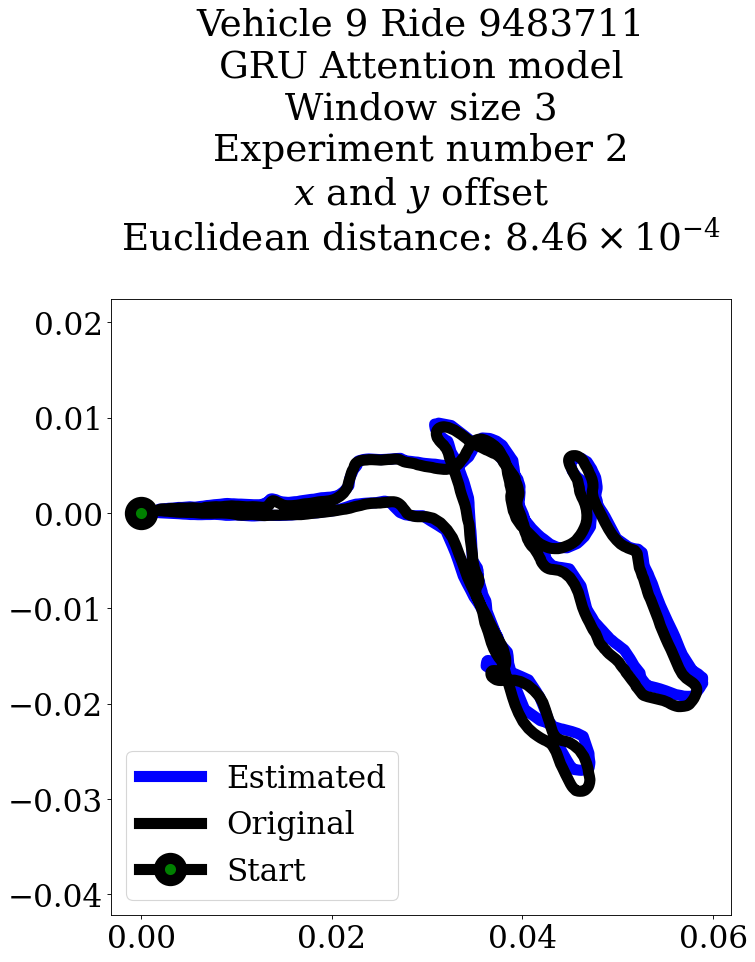 Vehicle 9 Ride 9483711
GRU Attention model
Window size 3
Experiment number 2
x and y offset
Euclidean distance: 8.46 × 10⁻⁴
0.02
0.01
0.00
−0.01
−0.02
−0.03
−0.04
Estimated
Original
Start
0.00 0.02 0.04 0.06